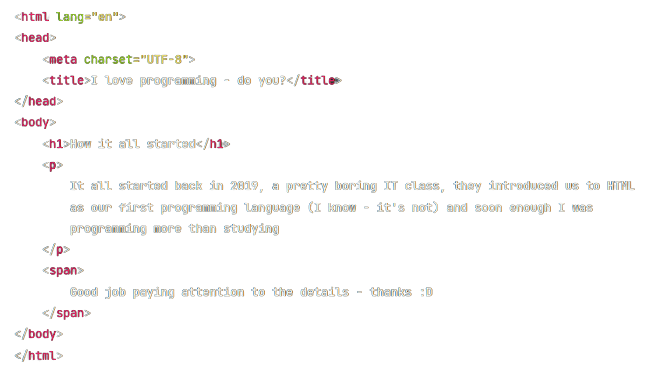 <html lang="en">
<head>
<meta charset="UTF-8">
<title>I love programming - do you?</title>
</head>
<body>
<h1>How it all started</h1>
<p>
It all started back in 2019, a pretty boring IT class, they introduced us to HTML
as our first programming language (I know - it's not) and soon enough I was
programming more than studying
</p>
<span>
Good job paying attention to the details - thanks :D
</span>
</body>
</html>